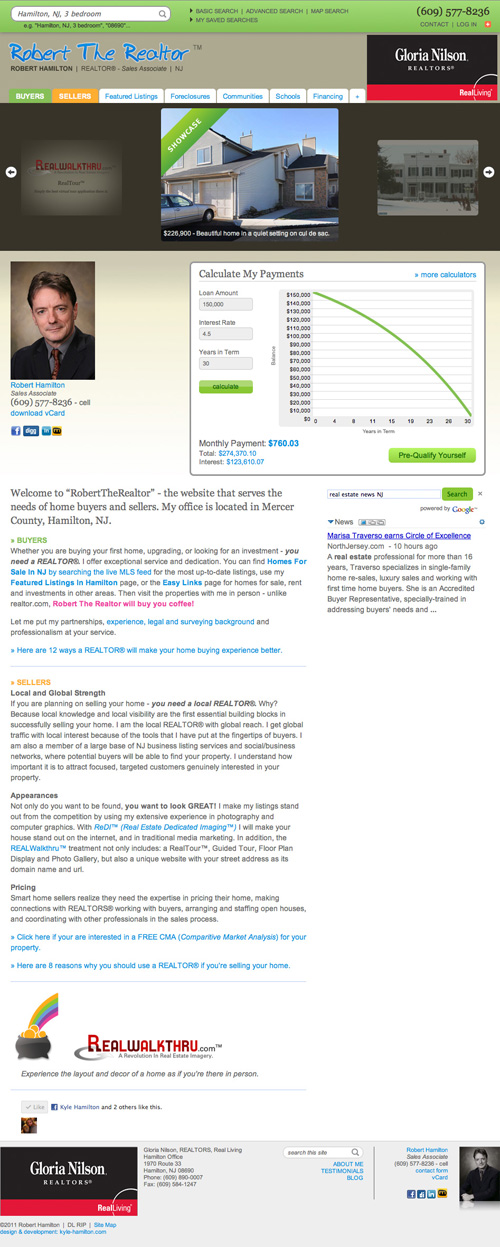 Hamilton, NJ, 3 bedroom
e.g. "Hamilton, NJ, 3 bedroom", "08690"...
BASIC SEARCH | ADVANCED SEARCH | MAP SEARCH
MY SAVED SEARCHES
(609) 577-8236
CONTACT | LOG IN
Robert The Realtor TM
ROBERT HAMILTON | REALTOR® - Sales Associate | NJ
Gloria Nilson
REALTORS®
RealLiving®
BUYERS
SELLERS
Featured Listings
Foreclosures
Communities
Schools
Financing
+
REALWALKTHRU.com
RealTour™
SHOWCASE
$226,900 - Beautiful home in a quiet setting on cul de sac.
Robert Hamilton
Sales Associate
(609) 577-8236 - cell
download vCard
f digg in m
Calculate My Payments
» more calculators
Loan Amount
150,000
Interest Rate
4.5
Years in Term
30
calculate
Balance
$150,000
$140,000
$130,000
$120,000
$110,000
$100,000
$90,000
$80,000
$70,000
$60,000
$50,000
$40,000
$30,000
$20,000
$10,000
$0
0 4 8 11 15 19 23 26 30
Years in Term
Monthly Payment: $760.03
Total: $274,370.10
Interest: $123,610.07
Pre-Qualify Yourself
Welcome to “RobertTheRealtor” - the website that serves the
needs of home buyers and sellers. My office is located in Mercer
County, Hamilton, NJ.
» BUYERS
Whether you are buying your first home, upgrading, or looking for an investment - you
need a REALTOR®. I offer exceptional service and dedication. You can find Homes For
Sale In NJ by searching the live MLS feed for the most up-to-date listings, use my
Featured Listings In Hamilton page, or the Easy Links page for homes for sale, rent
and investments in other areas. Then visit the properties with me in person - unlike
realtor.com, Robert The Realtor will buy you coffee!
Let me put my partnerships, experience, legal and surveying background and
professionalism at your service.
» Here are 12 ways a REALTOR® will make your home buying experience better.
» SELLERS
Local and Global Strength
If you are planning on selling your home - you need a local REALTOR®. Why?
Because local knowledge and local visibility are the first essential building blocks in
successfully selling your home. I am the local REALTOR® with global reach. I get global
traffic with local interest because of the tools that I have put at the fingertips of buyers. I
am also a member of a large base of NJ business listing services and social/business
networks, where potential buyers will be able to find your property. I understand how
important it is to attract focused, targeted customers genuinely interested in your
property.
Appearances
Not only do you want to be found, you want to look GREAT! I make my listings stand
out from the competition by using my extensive experience in photography and
computer graphics. With ReDI™ (Real Estate Dedicated Imaging™) I will make your
house stand out on the internet, and in traditional media marketing. In addition, the
REALWalkthru™ treatment not only includes: a RealTour™, Guided Tour, Floor Plan
Display and Photo Gallery, but also a unique website with your street address as its
domain name and url.
Pricing
Smart home sellers realize they need the expertise in pricing their home, making
connections with REALTORS® working with buyers, arranging and staffing open houses,
and coordinating with other professionals in the sales process.
» Click here if your are interested in a FREE CMA (Comparitive Market Analysis) for your
property.
» Here are 8 reasons why you should use a REALTOR® if you're selling your home.
real estate news NJ
Search
×
powered by Google™
News
Marisa Traverso earns Circle of Excellence
NorthJersey.com - 10 hours ago
A real estate professional for more than 16
years, Traverso specializes in single-family
home re-sales, luxury sales and working with
first time home buyers. She is an Accredited
Buyer Representative, specially-trained in
addressing buyers' needs and ...
REALWALKTHRU.com™
A Revolution In Real Estate Imagery.
Experience the layout and decor of a home as if you're there in person.
Like
Kyle Hamilton and 2 others like this.
Gloria Nilson
REALTORS®
RealLiving®
Gloria Nilson, REALTORS, Real Living
Hamilton Office
1970 Route 33
Hamilton, NJ 08690
Phone: (609) 890-0007
Fax: (609) 584-1247
search this site
ABOUT ME
TESTIMONIALS
BLOG
Robert Hamilton
Sales Associate
(609) 577-8236 - cell
contact form
vCard
©2011 Robert Hamilton | DL RIP | Site Map
design & development: kyle-hamilton.com